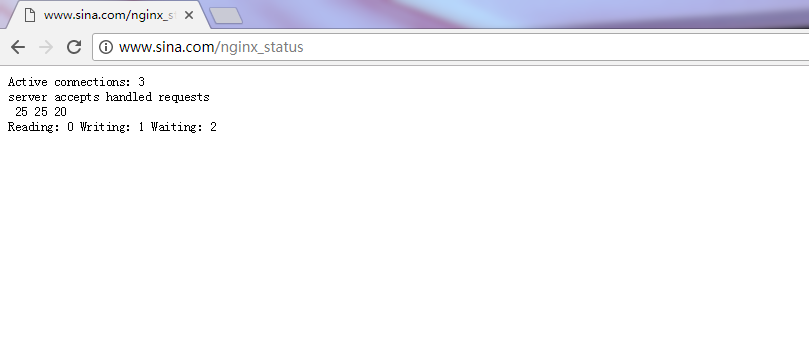 www.sina.com/nginx_st
www.sina.com/nginx_status
Active connections: 3
server accepts handled requests
25 25 20
Reading: 0 Writing: 1 Waiting: 2